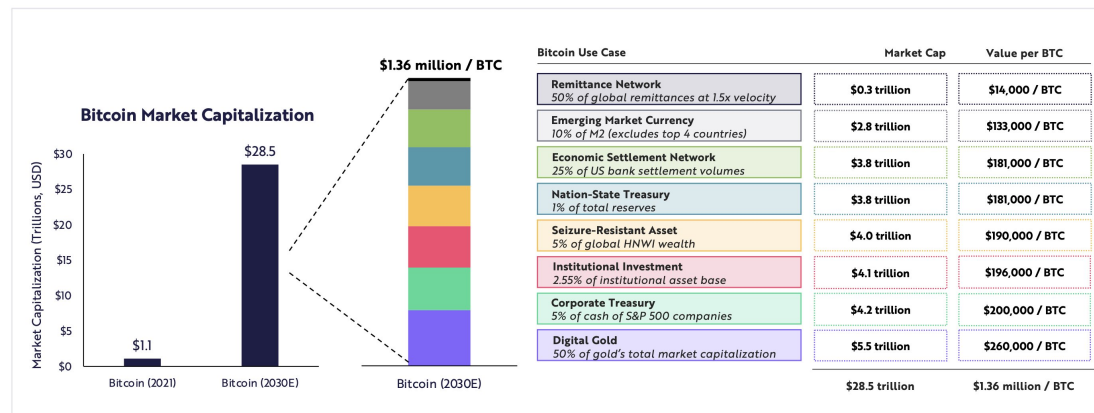 $1.36 million / BTC
Bitcoin Market Capitalization
Market Capitalization (Trillions, USD)
$30
$25
$20
$15
$10
$5
$0
$1.1
$28.5
Bitcoin (2021)
Bitcoin (2030E)
Bitcoin (2030E)
Bitcoin Use Case Market Cap Value per BTC
Remittance Network
50% of global remittances at 1.5x velocity
$0.3 trillion $14,000 / BTC
Emerging Market Currency
10% of M2 (excludes top 4 countries)
$2.8 trillion $133,000 / BTC
Economic Settlement Network
25% of US bank settlement volumes
$3.8 trillion $181,000 / BTC
Nation-State Treasury
1% of total reserves
$3.8 trillion $181,000 / BTC
Seizure-Resistant Asset
5% of global HNWI wealth
$4.0 trillion $190,000 / BTC
Institutional Investment
2.55% of institutional asset base
$4.1 trillion $196,000 / BTC
Corporate Treasury
5% of cash of S&P 500 companies
$4.2 trillion $200,000 / BTC
Digital Gold
50% of gold's total market capitalization
$5.5 trillion $260,000 / BTC
$28.5 trillion $1.36 million / BTC